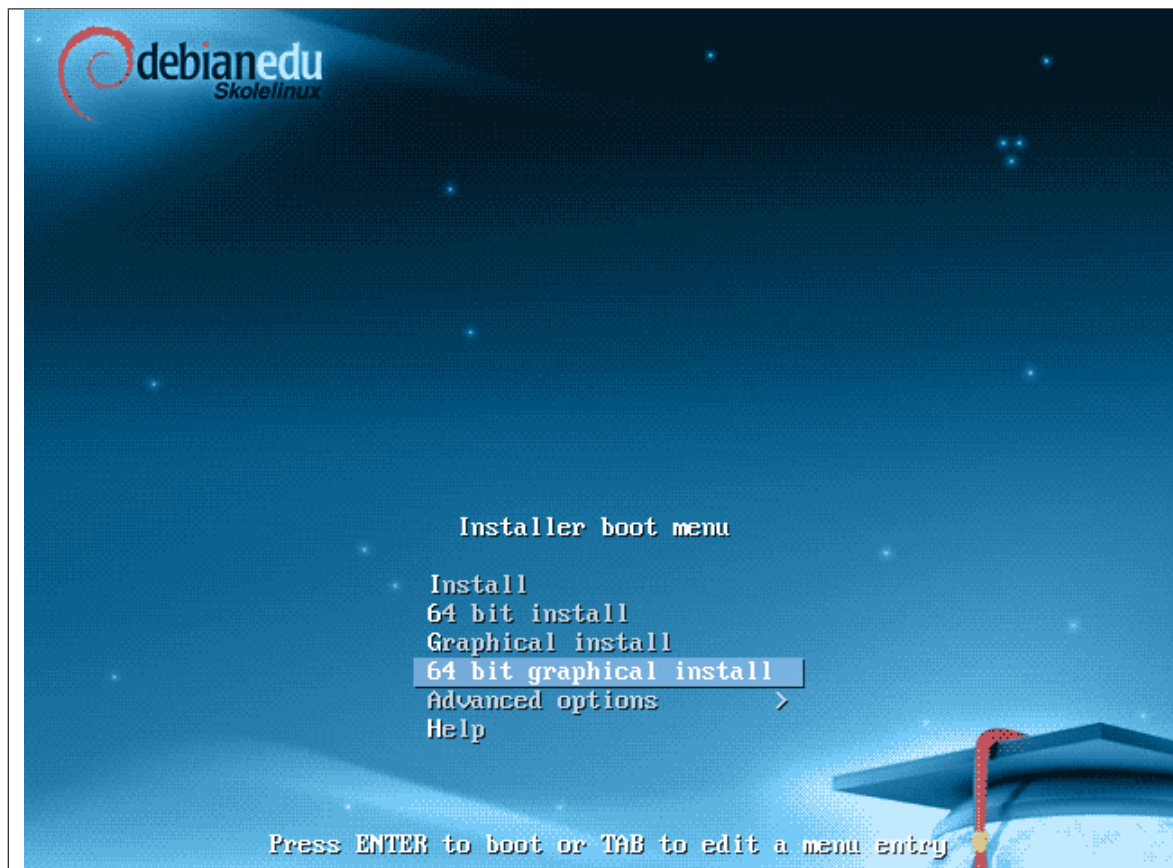 debianedu
Skolelinux
Installer boot menu
Install
64 bit install
Graphical install
64 bit graphical install
Advanced options >
Help
Press ENTER to boot or TAB to edit a menu entry